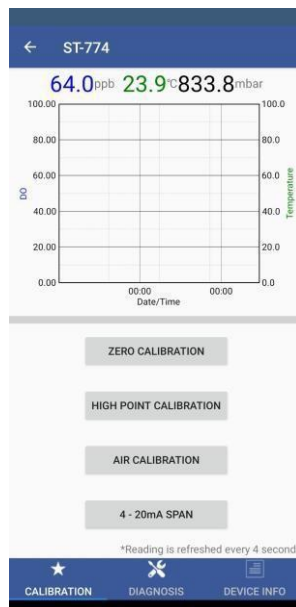 ← ST-774
64.0ppb 23.9°C833.8mbar
100.00 100.0
80.00 80.0
60.00 60.0
40.00 40.0
20.00 20.0
0.00 0.0
DO
Temperature
00:00 00:00
Date/Time
ZERO CALIBRATION
HIGH POINT CALIBRATION
AIR CALIBRATION
4 - 20mA SPAN
*Reading is refreshed every 4 second
CALIBRATION DIAGNOSIS DEVICE INFO